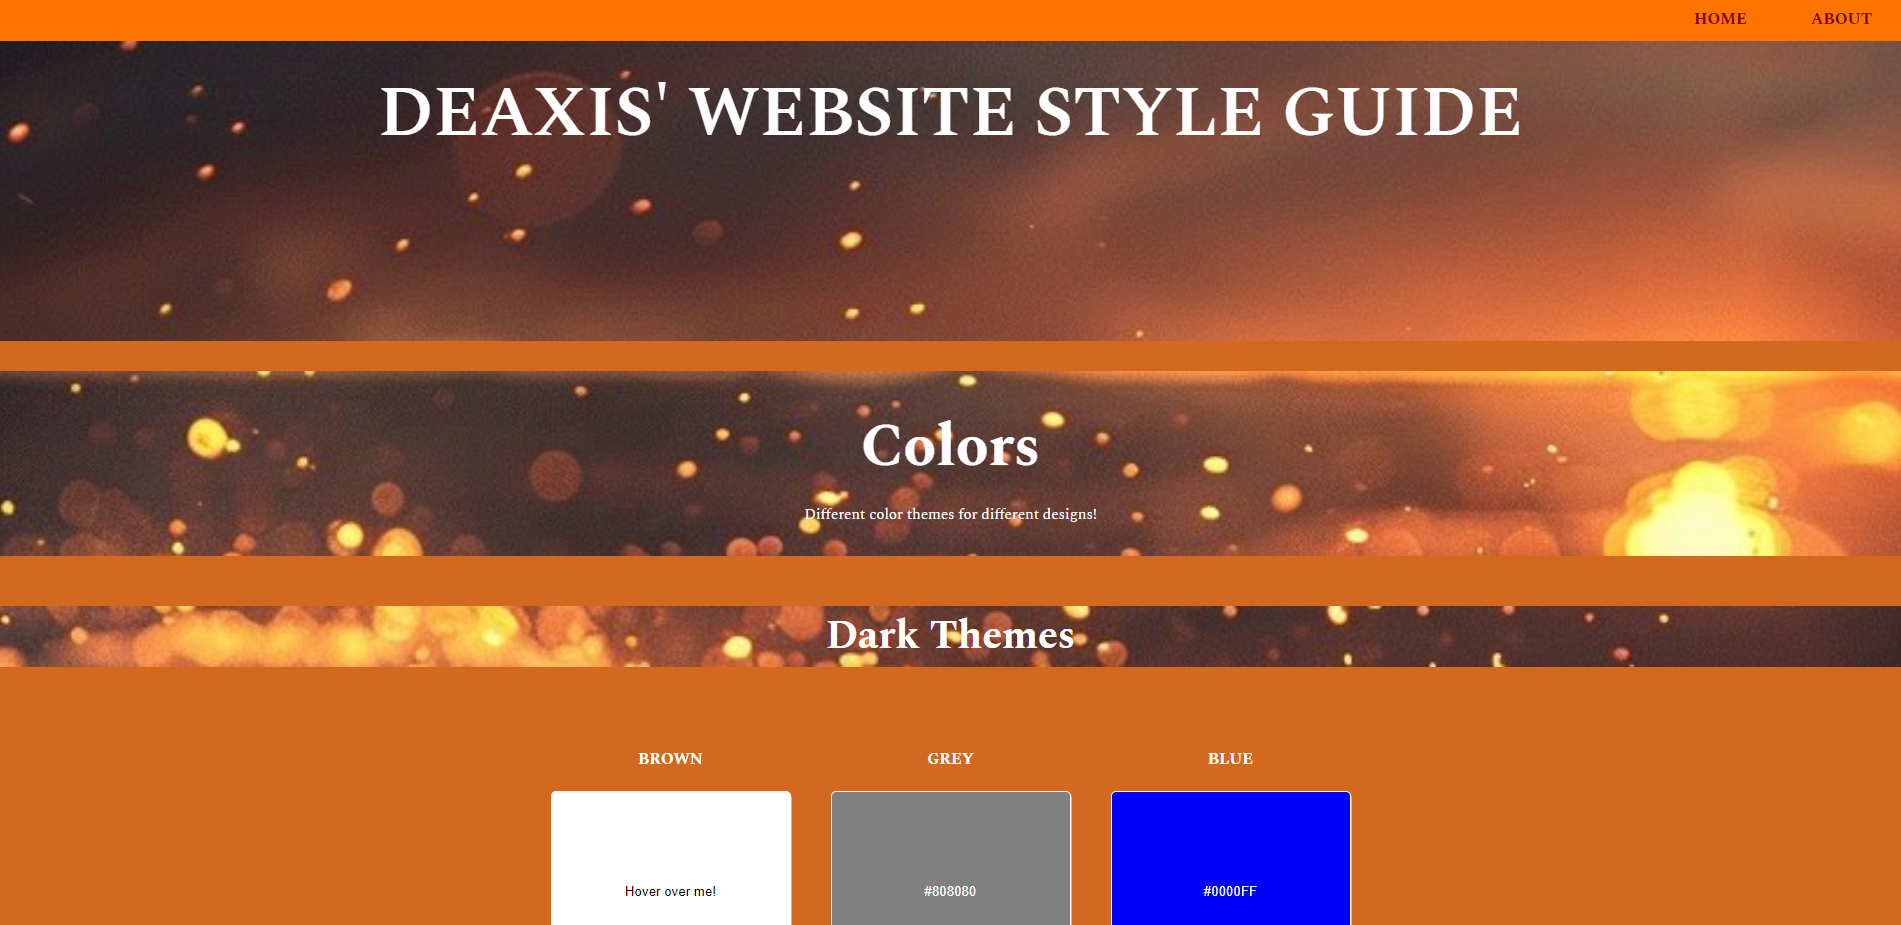 HOME ABOUT
DEAXIS' WEBSITE STYLE GUIDE
Colors
Different color themes for different designs!
Dark Themes
BROWN GREY BLUE
Hover over me! #808080 #0000FF